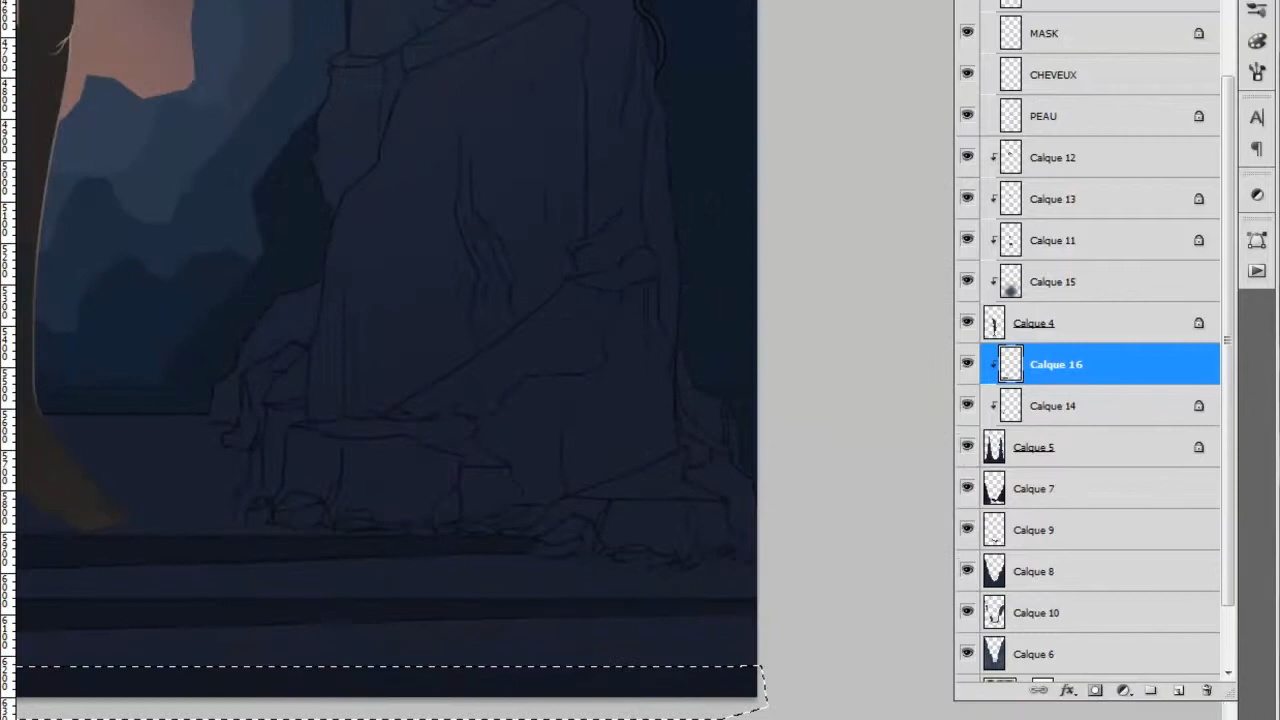 MASK
CHEVEUX
PEAU
Calque 12
Calque 13
Calque 11
Calque 15
Calque 4
Calque 16
Calque 14
Calque 5
Calque 7
Calque 9
Calque 8
Calque 10
Calque 6